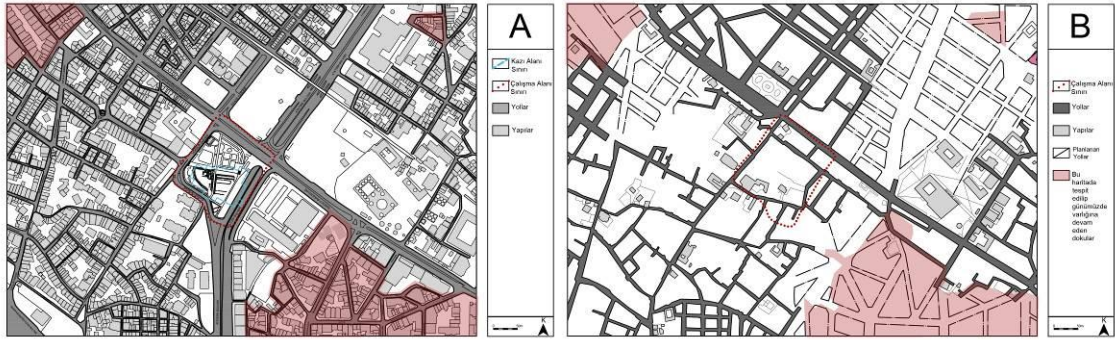 A
Kazı Alanı
Sınırı
Çalışma Alanı
Sınırı
Yollar
Yapılar
K
B
Çalışma Alanı
Sınırı
Yollar
Yapılar
Planlanan
Yollar
Bu
haritada
tespit
edilip
günümüzde
varlığına
devam
eden
dokular
K